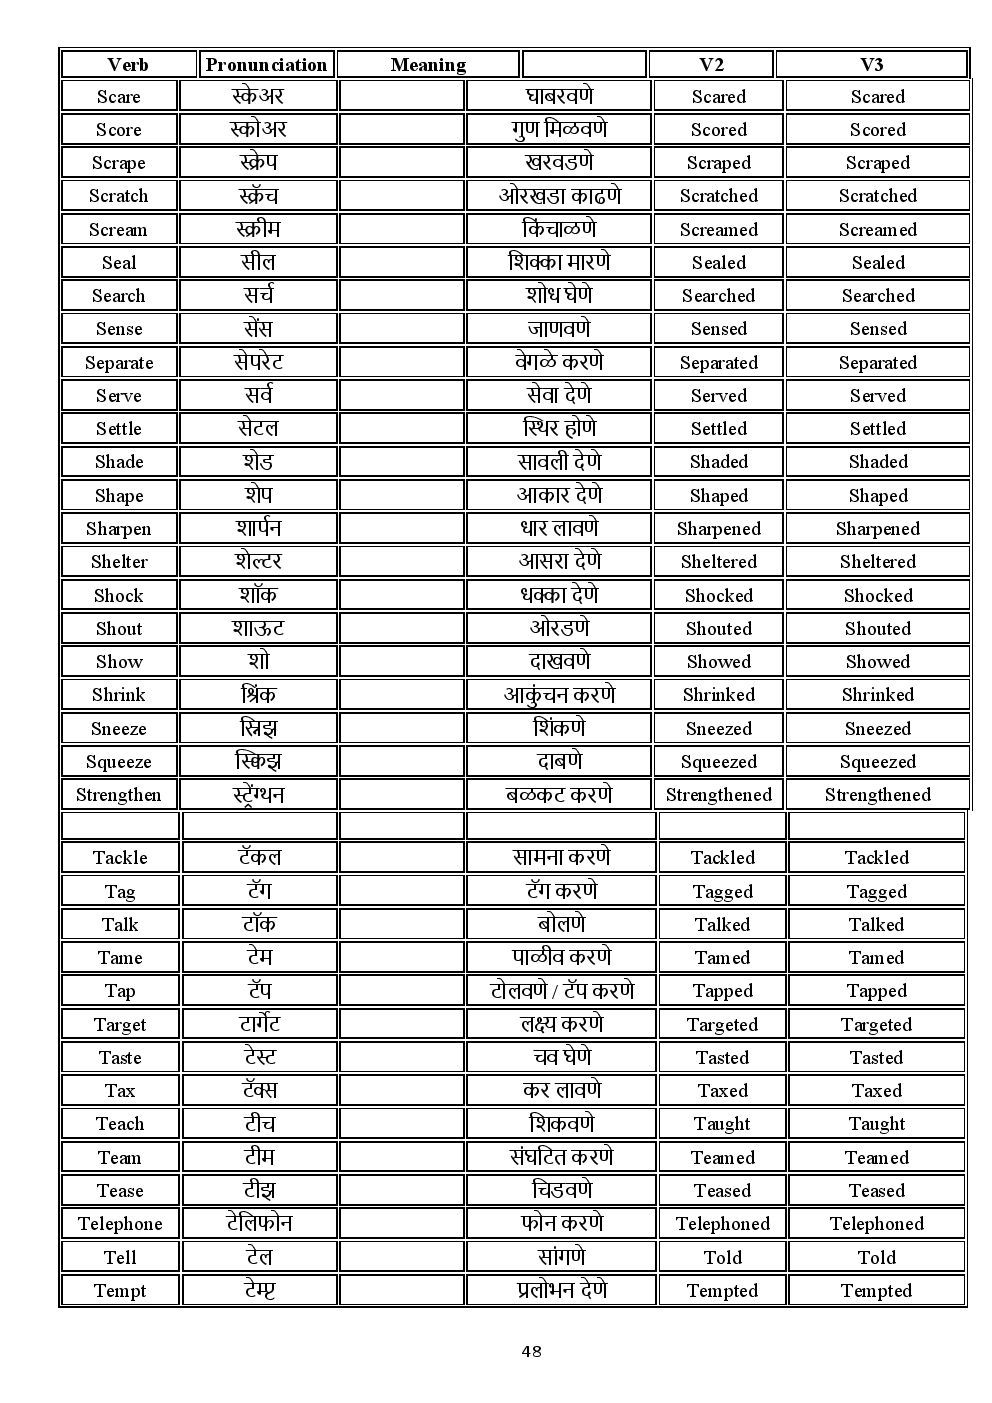 Verb Pronunciation Meaning V2 V3
Scare स्केअर घाबरवणे Scared Scared
Score स्कोअर गुण मिळवणे Scored Scored
Scrape स्क्रेप खरवडणे Scraped Scraped
Scratch स्क्रॅच ओरखडा काढणे Scratched Scratched
Scream स्क्रीम किंचाळणे Screamed Screamed
Seal सील शिक्का मारणे Sealed Sealed
Search सर्च शोध घेणे Searched Searched
Sense सेंस जाणवणे Sensed Sensed
Separate सेपरेट वेगळे करणे Separated Separated
Serve सर्व सेवा देणे Served Served
Settle सेटल स्थिर होणे Settled Settled
Shade शेड सावली देणे Shaded Shaded
Shape शेप आकार देणे Shaped Shaped
Sharpen शार्पन धार लावणे Sharpened Sharpened
Shelter शेल्टर आसरा देणे Sheltered Sheltered
Shock शॉक धक्का देणे Shocked Shocked
Shout शाऊट ओरडणे Shouted Shouted
Show शो दाखवणे Showed Showed
Shrink श्रिंक आकुंचन करणे Shrinked Shrinked
Sneeze स्निझ शिंकणे Sneezed Sneezed
Squeeze स्किझ दाबणे Squeezed Squeezed
Strengthen स्ट्रेंग्थन बळकट करणे Strengthened Strengthened
Tackle टॅकल सामना करणे Tackled Tackled
Tag टॅग टॅग करणे Tagged Tagged
Talk टॉक बोलणे Talked Talked
Tame टेम पाळीव करणे Tamed Tamed
Tap टॅप टोलवणे / टॅप करणे Tapped Tapped
Target टार्गेट लक्ष्य करणे Targeted Targeted
Taste टेस्ट चव घेणे Tasted Tasted
Tax टॅक्स कर लावणे Taxed Taxed
Teach टीच शिकवणे Taught Taught
Team टीम संघटित करणे Teamed Teamed
Tease टीझ चिडवणे Teased Teased
Telephone टेलिफोन फोन करणे Telephoned Telephoned
Tell टेल सांगणे Told Told
Tempt टेम्प्ट प्रलोभन देणे Tempted Tempted
48